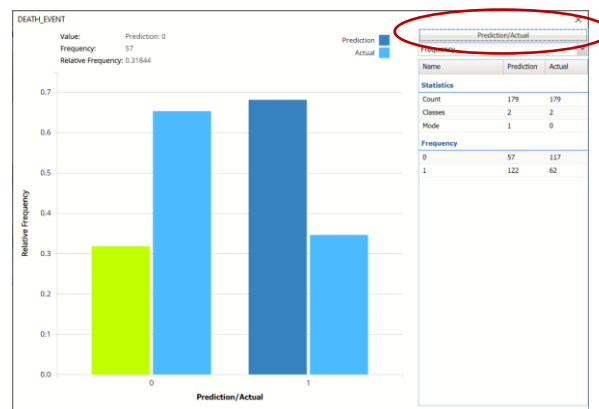 DEATH_EVENT
Value: Prediction: 0
Frequency: 57
Relative Frequency: 0.31844
Prediction
Actual
0.7
0.6
0.5
0.4
0.3
0.2
0.1
0.0
Relative Frequency
0 1
Prediction/Actual
Prediction/Actual
Frequency
Name Prediction Actual
Statistics
Count 179 179
Classes 2 2
Mode 1 0
Frequency
0 57 117
1 122 62